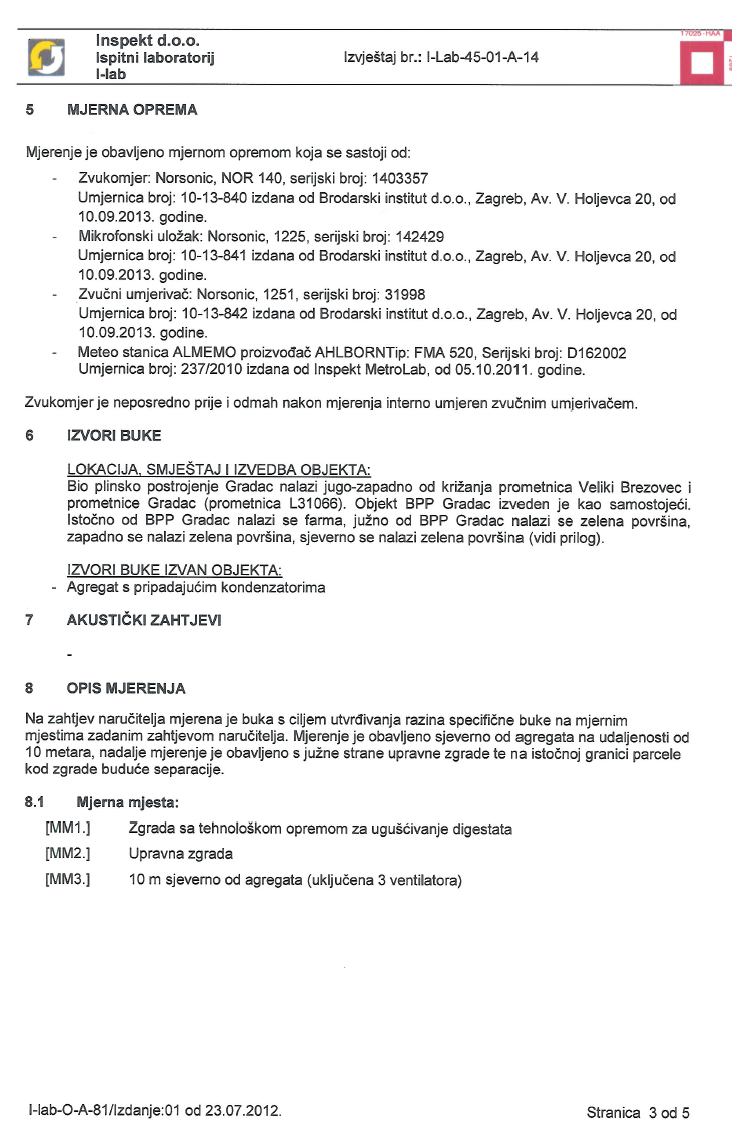 Inspekt d.o.o.
Ispitni laboratorij
I-lab
Izvještaj br.: I-Lab-45-01-A-14
17025-HAA
5 MJERNA OPREMA
Mjerenje je obavljeno mjernom opremom koja se sastoji od:
- Zvukomjer: Norsonic, NOR 140, serijski broj: 1403357
Umjernica broj: 10-13-840 izdana od Brodarski institut d.o.o., Zagreb, Av. V. Holjevca 20, od
10.09.2013. godine.
- Mikrofonski uložak: Norsonic, 1225, serijski broj: 142429
Umjernica broj: 10-13-841 izdana od Brodarski institut d.o.o., Zagreb, Av. V. Holjevca 20, od
10.09.2013. godine.
- Zvučni umjerivač: Norsonic, 1251, serijski broj: 31998
Umjernica broj: 10-13-842 izdana od Brodarski institut d.o.o., Zagreb, Av. V. Holjevca 20, od
10.09.2013. godine.
- Meteo stanica ALMEMO proizvođač AHLBORNTip: FMA 520, Serijski broj: D162002
Umjernica broj: 237/2010 izdana od Inspekt MetroLab, od 05.10.2011. godine.
Zvukomjer je neposredno prije i odmah nakon mjerenja interno umjeren zvučnim umjerivačem.
6 IZVORI BUKE
LOKACIJA, SMJEŠTAJ I IZVEDBA OBJEKTA:
Bio plinsko postrojenje Gradac nalazi jugo-zapadno od križanja prometnica Veliki Brezovec i
prometnice Gradac (prometnica L31066). Objekt BPP Gradac izveden je kao samostojeći.
Istočno od BPP Gradac nalazi se farma, južno od BPP Gradac nalazi se zelena površina,
zapadno se nalazi zelena površina, sjeverno se nalazi zelena površina (vidi prilog).
IZVORI BUKE IZVAN OBJEKTA:
- Agregat s pripadajućim kondenzatorima
7 AKUSTIČKI ZAHTJEVI
-
8 OPIS MJERENJA
Na zahtjev naručitelja mjerena je buka s ciljem utvrđivanja razina specifične buke na mjernim
mjestima zadanim zahtjevom naručitelja. Mjerenje je obavljeno sjeverno od agregata na udaljenosti od
10 metara, nadalje mjerenje je obavljeno s južne strane upravne zgrade te na istočnoj granici parcele
kod zgrade buduće separacije.
8.1 Mjerna mjesta:
[MM1.] Zgrada sa tehnološkom opremom za ugušćivanje digestata
[MM2.] Upravna zgrada
[MM3.] 10 m sjeverno od agregata (uključena 3 ventilatora)
I-lab-O-A-81/Izdanje:01 od 23.07.2012.
Stranica 3 od 5